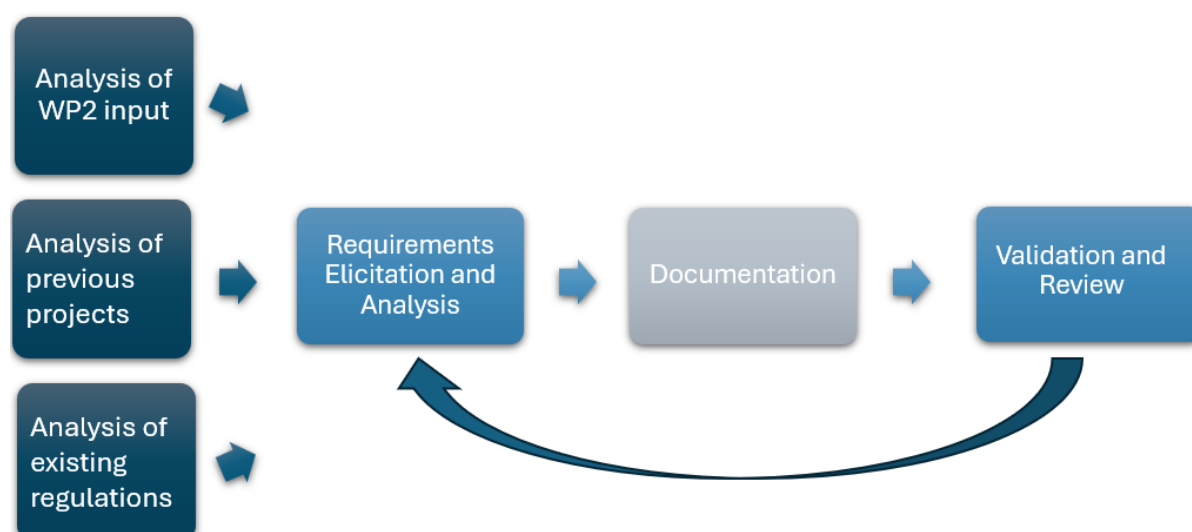 Analysis of
WP2 input
Analysis of
previous
projects
Analysis of
existing
regulations
Requirements
Elicitation and
Analysis
Documentation
Validation and
Review